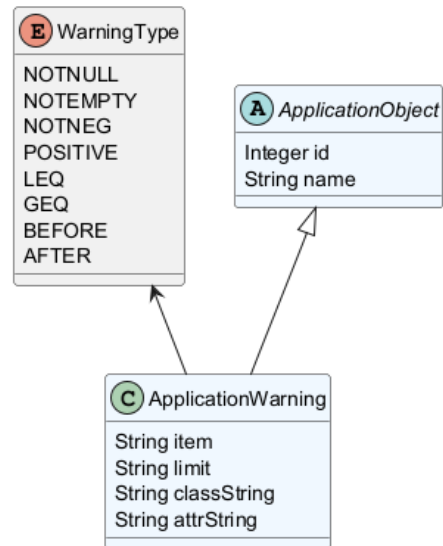 E WarningType
NOTNULL
NOTEMPTY
NOTNEG
POSITIVE
LEQ
GEQ
BEFORE
AFTER
A ApplicationObject
Integer id
String name
C ApplicationWarning
String item
String limit
String classString
String attrString